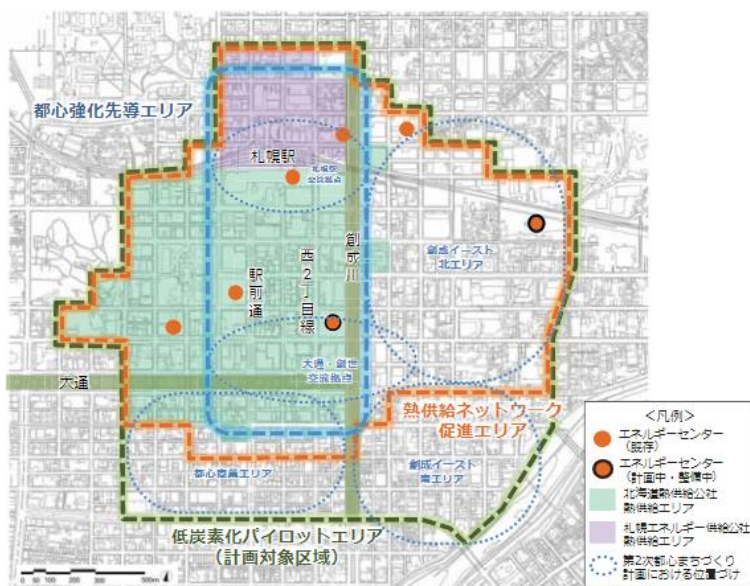 都心強化先導エリア
札幌駅
札幌駅
交流拠点
創成川
創成イースト
北エリア
西2丁目線
駅前通
大通・創世
交流拠点
大通
熱供給ネットワーク
促進エリア
都心商業エリア
創成イースト
南エリア
低炭素化パイロットエリア
(計画対象区域)
<凡例>
エネルギーセンター
(既存)
エネルギーセンター
(計画中・整備中)
北海道熱供給公社
熱供給エリア
札幌エネルギー供給公社
熱供給エリア
第2次都心まちづくり
計画における位置づけ
0 50 100 200 300 500m